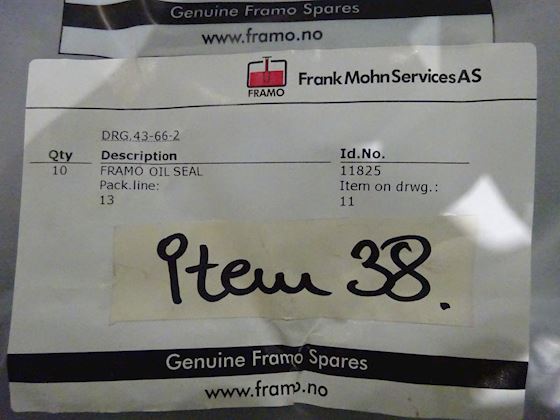 Genuine Framo Spares
www.framo.no
FRAMO
Frank Mohn Services AS
DRG.43-66-2
Qty Description Id.No.
10 FRAMO OIL SEAL 11825
Pack.line: Item on drwg.:
13 11
item 38.
Genuine Framo Spares
www.framo.no